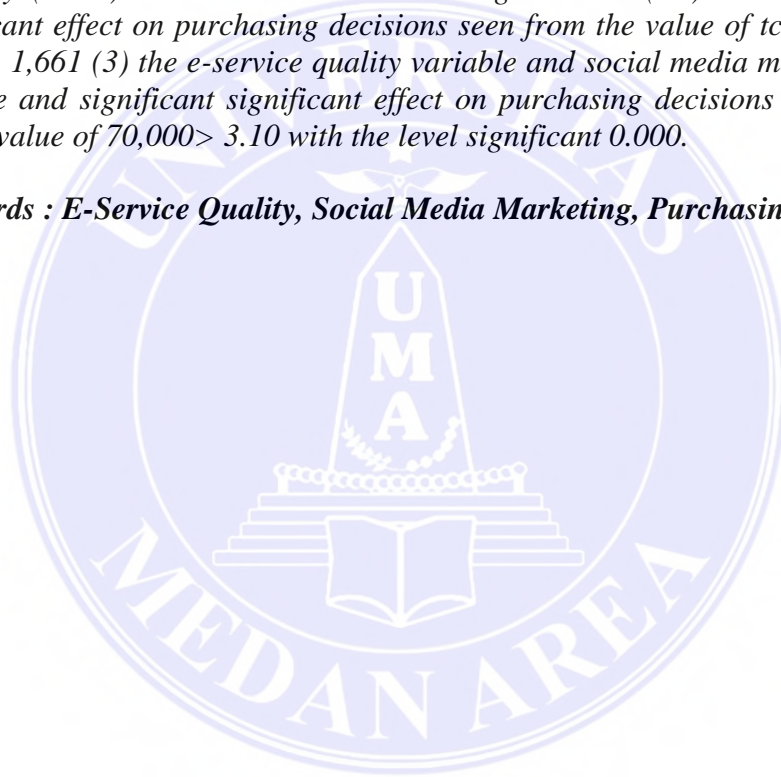 cant effect on purchasing decisions seen from the value of tc
1,661 (3) the e-service quality variable and social media m
e and significant significant effect on purchasing decisions
value of 70,000> 3.10 with the level significant 0.000.
rds : E-Service Quality, Social Media Marketing, Purchasin
UNIVERSITAS
U
M
A
MEDAN AREA